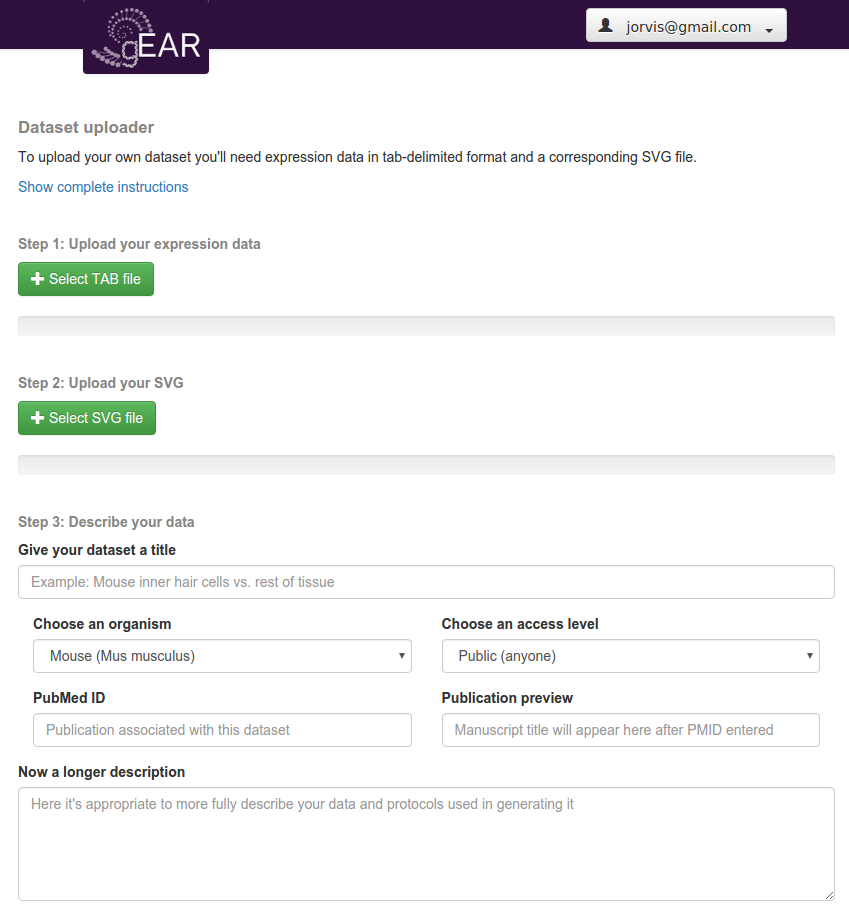 gEAR
jorvis@gmail.com
Dataset uploader
To upload your own dataset you'll need expression data in tab-delimited format and a corresponding SVG file.
Show complete instructions
Step 1: Upload your expression data
Select TAB file
Step 2: Upload your SVG
Select SVG file
Step 3: Describe your data
Give your dataset a title
Example: Mouse inner hair cells vs. rest of tissue
Choose an organism
Choose an access level
Mouse (Mus musculus)
Public (anyone)
PubMed ID
Publication preview
Publication associated with this dataset
Manuscript title will appear here after PMID entered
Now a longer description
Here it's appropriate to more fully describe your data and protocols used in generating it